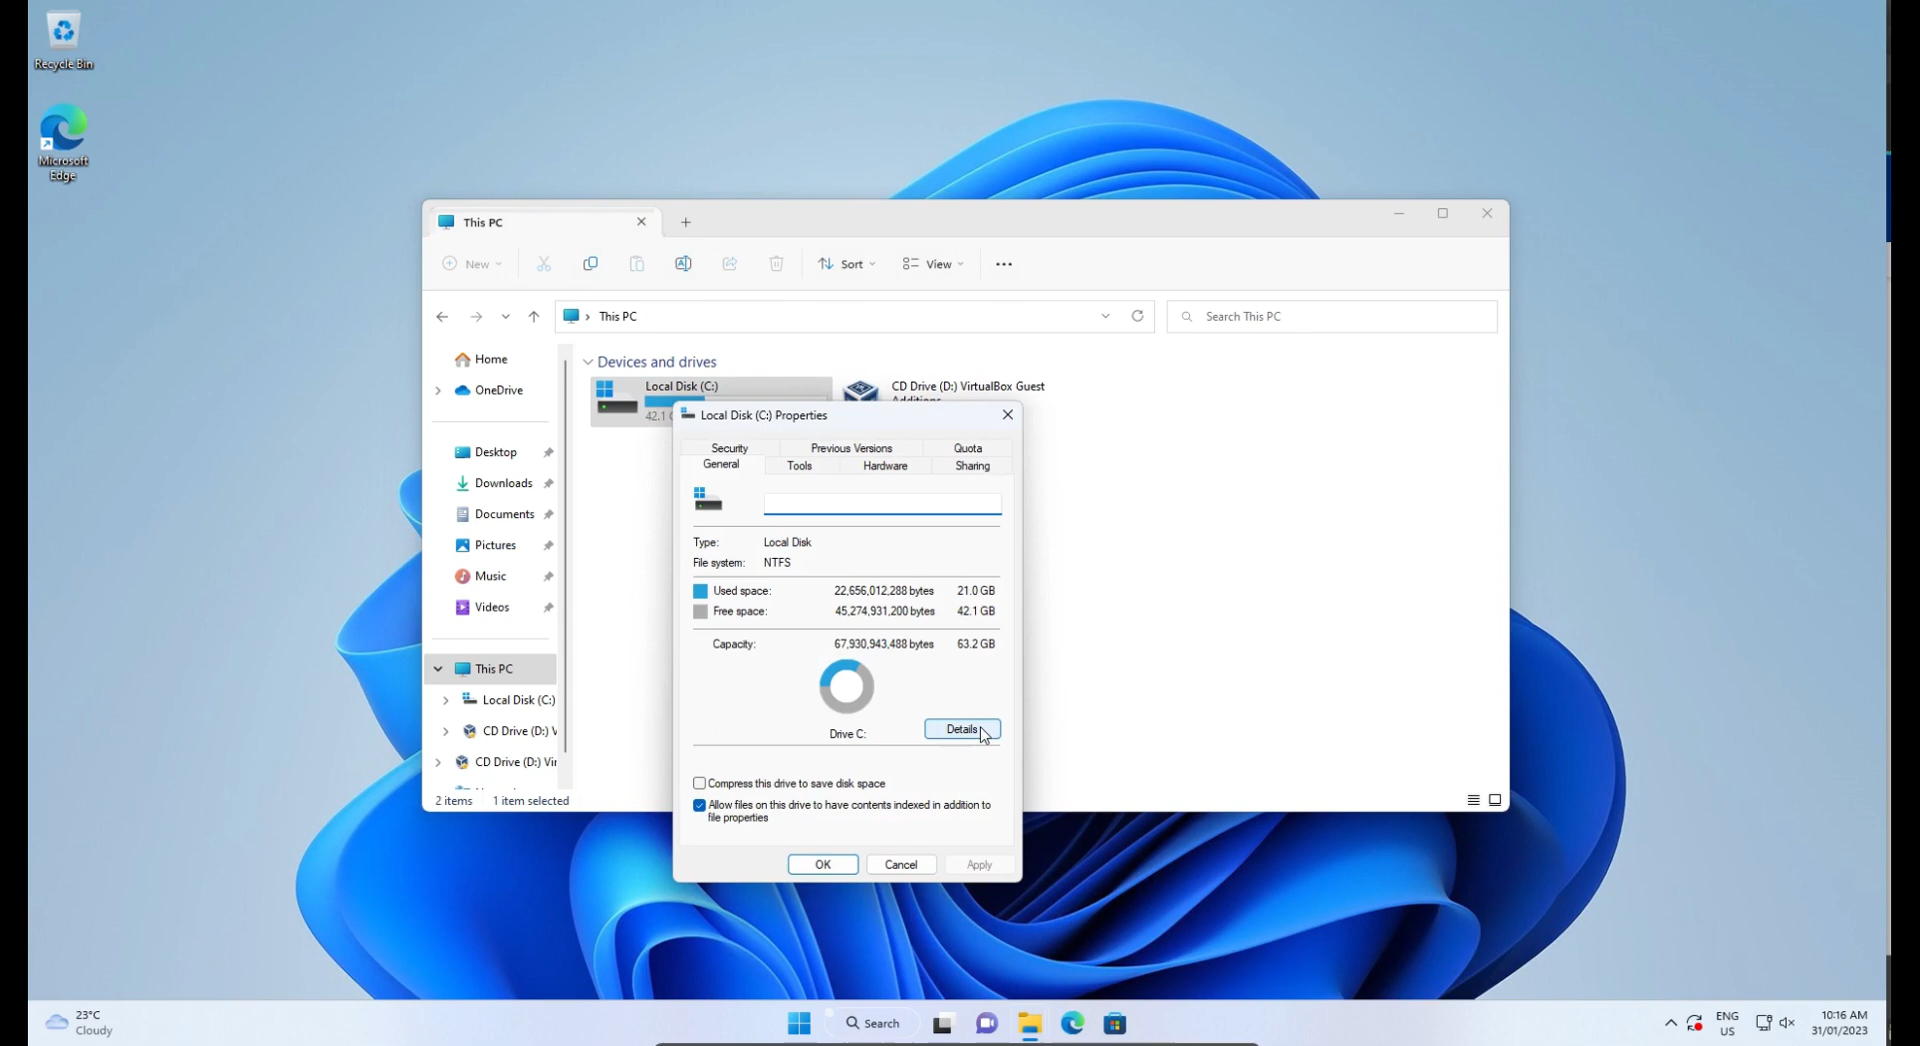 Recycle Bin
Microsoft
Edge
This PC
New
Sort
View
This PC
Search This PC
Home
OneDrive
Desktop
Downloads
Documents
Pictures
Music
Videos
This PC
Local Disk (C:)
CD Drive (D:) V
CD Drive (D:) Vir
2 items 1 item selected
Devices and drives
Local Disk (C:)
42.1 G
CD Drive (D:) VirtualBox Guest
Additions
Local Disk (C:) Properties
Security Previous Versions Quota
General Tools Hardware Sharing
Type: Local Disk
File system: NTFS
Used space: 22,656,012,288 bytes 21.0 GB
Free space: 45,274,931,200 bytes 42.1 GB
Capacity: 67,930,943,488 bytes 63.2 GB
Drive C:
Details
Compress this drive to save disk space
Allow files on this drive to have contents indexed in addition to
file properties
OK Cancel Apply
23°C
Cloudy
Search
ENG
US
10:16 AM
31/01/2023